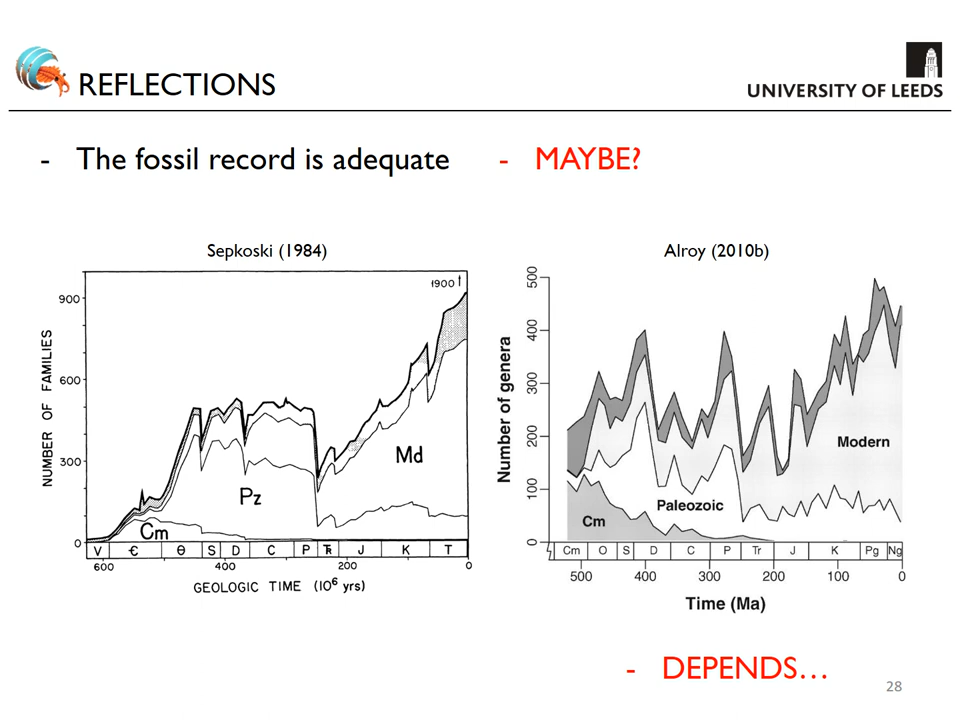 REFLECTIONS
UNIVERSITY OF LEEDS
- The fossil record is adequate
- MAYBE?
Sepkoski (1984)
1900 ↑
900
600
300
0
NUMBER OF FAMILIES
Cm
Pz
Md
V Є Ө S D C P Ŧ J K T
600 400 200 0
GEOLOGIC TIME (10⁶ yrs)
Alroy (2010b)
500
400
300
200
100
0
Number of genera
Modern
Paleozoic
Cm
Cm O S D C P Tr J K Pg Ng
500 400 300 200 100 0
Time (Ma)
- DEPENDS…
28